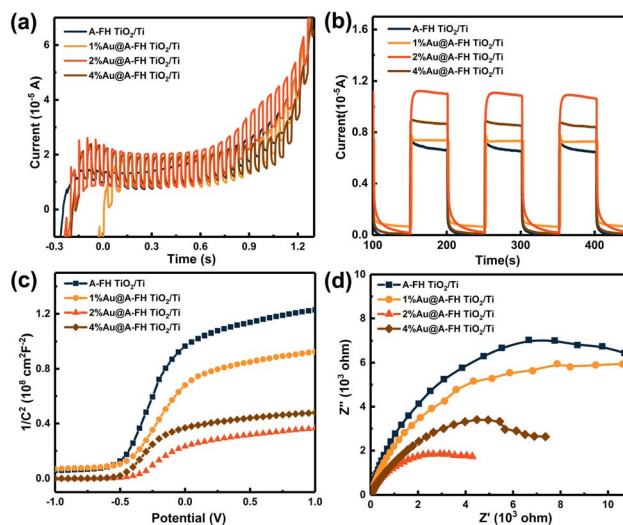 (a)
A-FH TiO₂/Ti
1%Au@A-FH TiO₂/Ti
2%Au@A-FH TiO₂/Ti
4%Au@A-FH TiO₂/Ti
Current (10⁻⁵ A)
6
4
2
0
-0.3 0.0 0.3 0.6 0.9 1.2
Time (s)
(b)
A-FH TiO₂/Ti
1%Au@A-FH TiO₂/Ti
2%Au@A-FH TiO₂/Ti
4%Au@A-FH TiO₂/Ti
Current(10⁻⁵A)
1.6
1.2
0.8
0.4
0.0
100 200 300 400
Time(s)
(c)
A-FH TiO₂/Ti
1%Au@A-FH TiO₂/Ti
2%Au@A-FH TiO₂/Ti
4%Au@A-FH TiO₂/Ti
1/C² (10⁸ cm²F⁻²)
1.2
0.8
0.4
0.0
-1.0 -0.5 0.0 0.5 1.0
Potential (V)
(d)
A-FH TiO₂/Ti
1%Au@A-FH TiO₂/Ti
2%Au@A-FH TiO₂/Ti
4%Au@A-FH TiO₂/Ti
Z'' (10³ ohm)
8
6
4
2
0
0 2 4 6 8 10
Z' (10³ ohm)